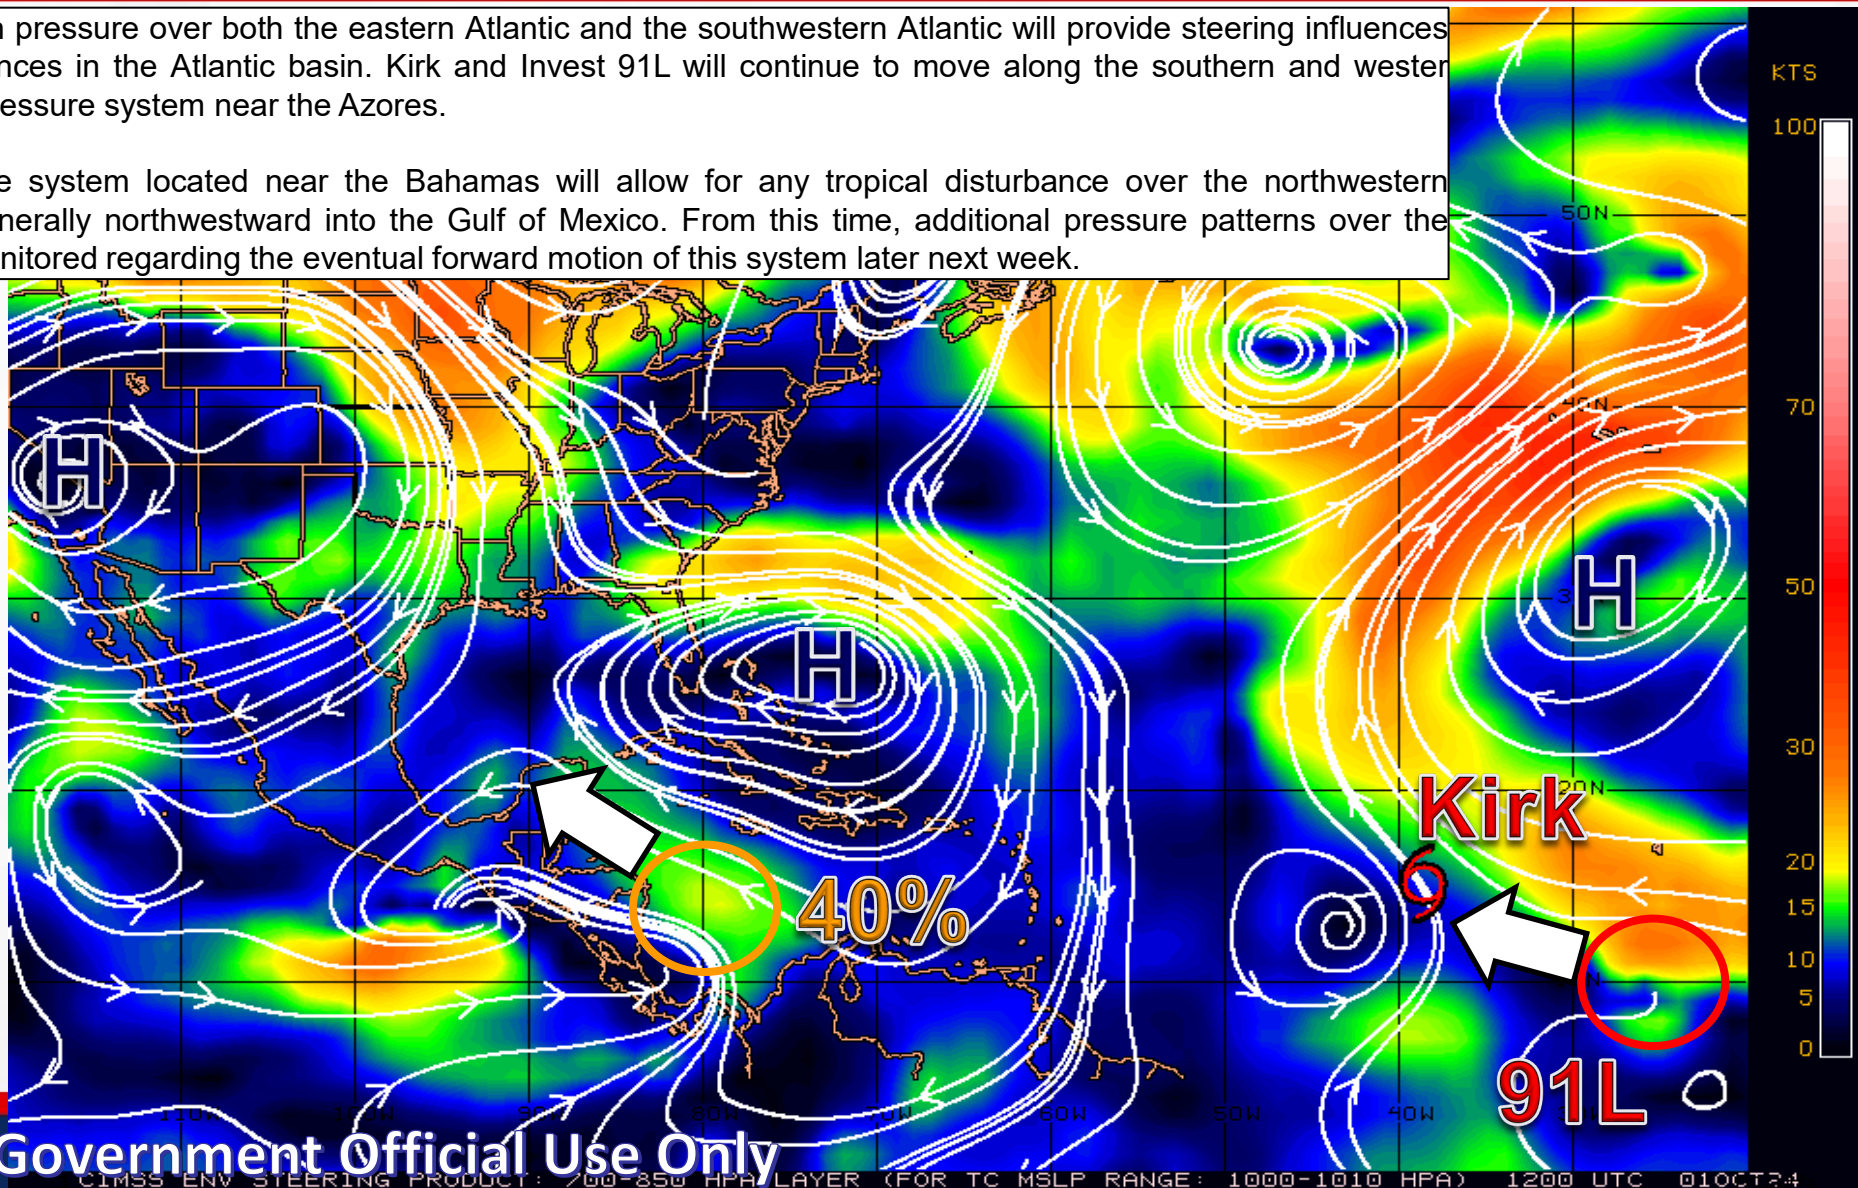 pressure over both the eastern Atlantic and the southwestern Atlantic will provide steering influences
nces in the Atlantic basin. Kirk and Invest 91L will continue to move along the southern and wester
essure system near the Azores.
e system located near the Bahamas will allow for any tropical disturbance over the northwestern
nerally northwestward into the Gulf of Mexico. From this time, additional pressure patterns over the
nitored regarding the eventual forward motion of this system later next week.
KTS
100
50N
40N
70
H
H
50
H
30
Kirk
20N
20
40%
15
10
5
0
91L
110W 100W 90W 80W 70W 60W 50W 40W
Government Official Use Only
CIMSS ENV STEERING PRODUCT: 700-850 HPA LAYER (FOR TC MSLP RANGE: 1000-1010 HPA) 1200 UTC 01OCT24